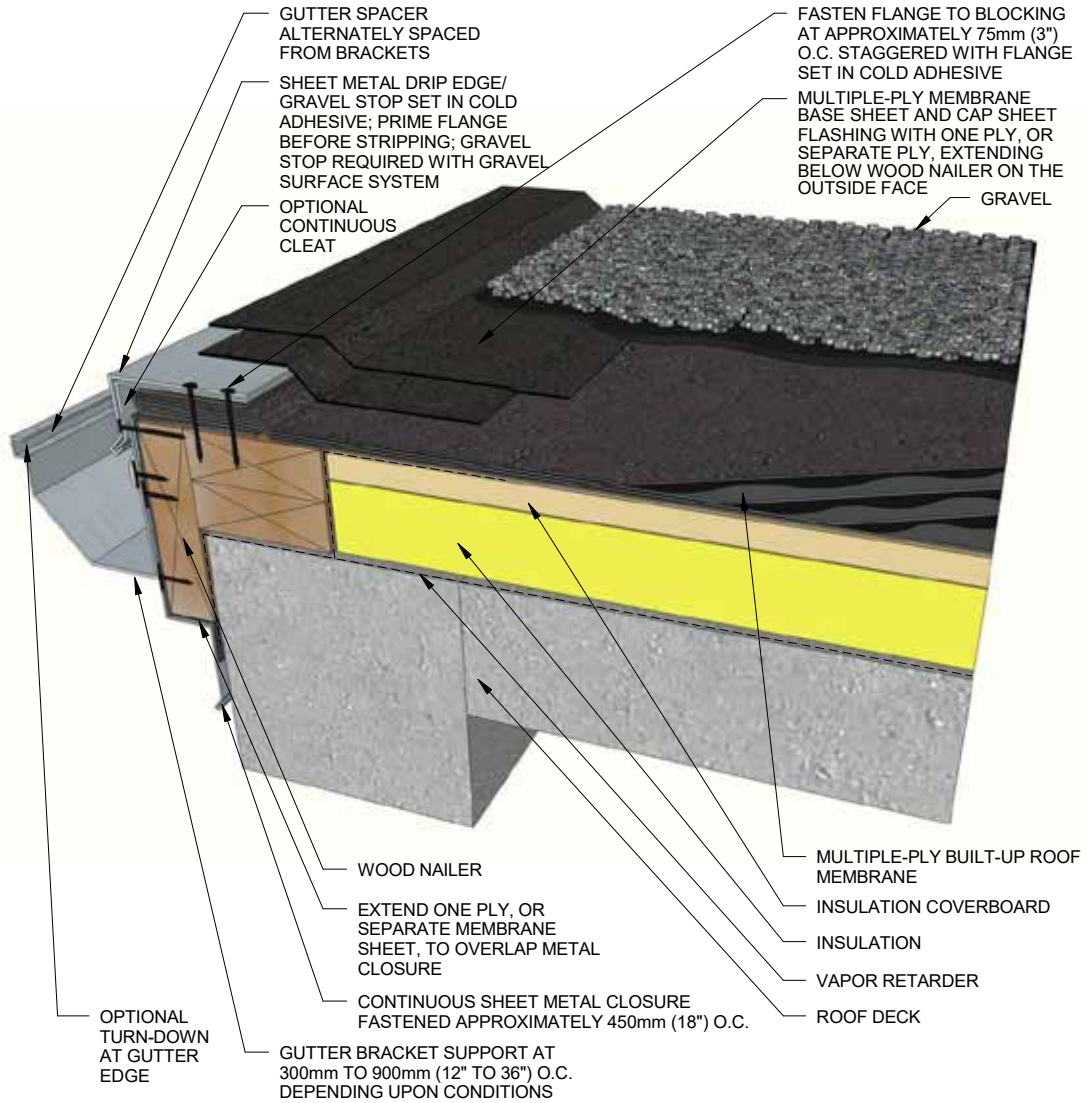 GUTTER SPACER
ALTERNATELY SPACED
FROM BRACKETS
SHEET METAL DRIP EDGE/
GRAVEL STOP SET IN COLD
ADHESIVE; PRIME FLANGE
BEFORE STRIPPING; GRAVEL
STOP REQUIRED WITH GRAVEL
SURFACE SYSTEM
OPTIONAL
CONTINUOUS
CLEAT
FASTEN FLANGE TO BLOCKING
AT APPROXIMATELY 75mm (3")
O.C. STAGGERED WITH FLANGE
SET IN COLD ADHESIVE
MULTIPLE-PLY MEMBRANE
BASE SHEET AND CAP SHEET
FLASHING WITH ONE PLY, OR
SEPARATE PLY, EXTENDING
BELOW WOOD NAILER ON THE
OUTSIDE FACE
GRAVEL
WOOD NAILER
EXTEND ONE PLY, OR
SEPARATE MEMBRANE
SHEET, TO OVERLAP METAL
CLOSURE
CONTINUOUS SHEET METAL CLOSURE
FASTENED APPROXIMATELY 450mm (18") O.C.
OPTIONAL
TURN-DOWN
AT GUTTER
EDGE
GUTTER BRACKET SUPPORT AT
300mm TO 900mm (12" TO 36") O.C.
DEPENDING UPON CONDITIONS
MULTIPLE-PLY BUILT-UP ROOF
MEMBRANE
INSULATION COVERBOARD
INSULATION
VAPOR RETARDER
ROOF DECK